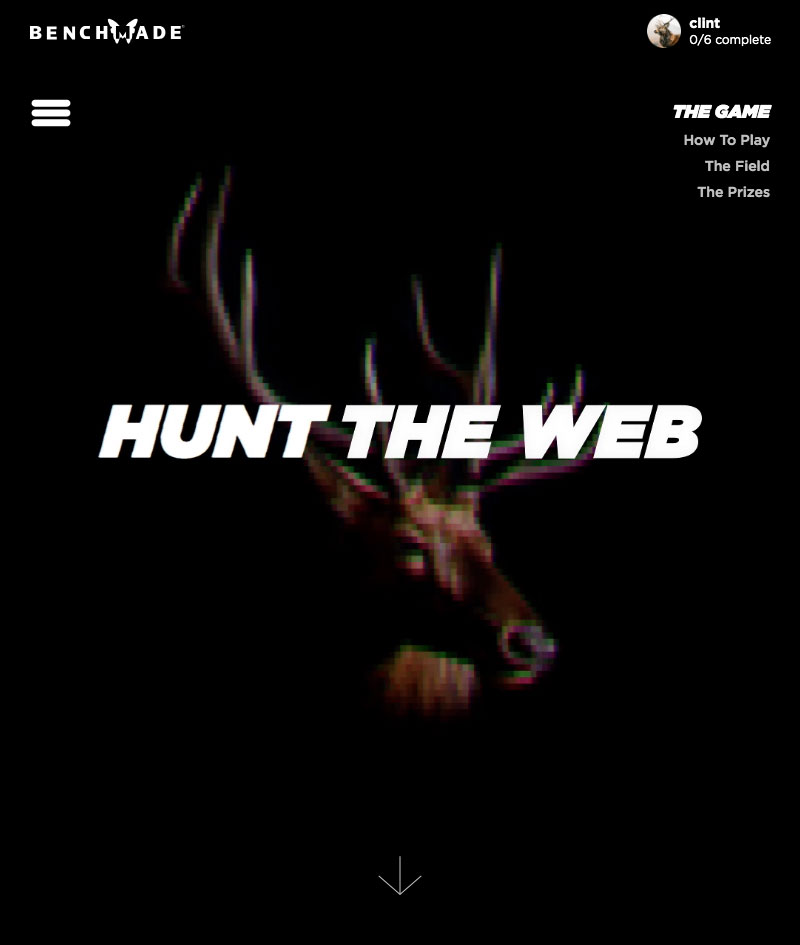 BENCHMADE
clint
0/6 complete
THE GAME
How To Play
The Field
The Prizes
HUNT THE WEB